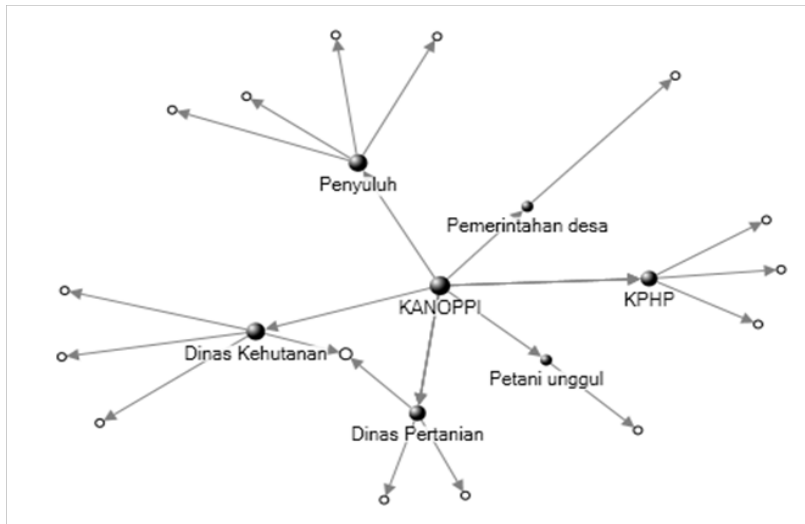 Penyuluh
Pemerintahan desa
KANOPPI
KPHP
Dinas Kehutanan
Petani unggul
Dinas Pertanian